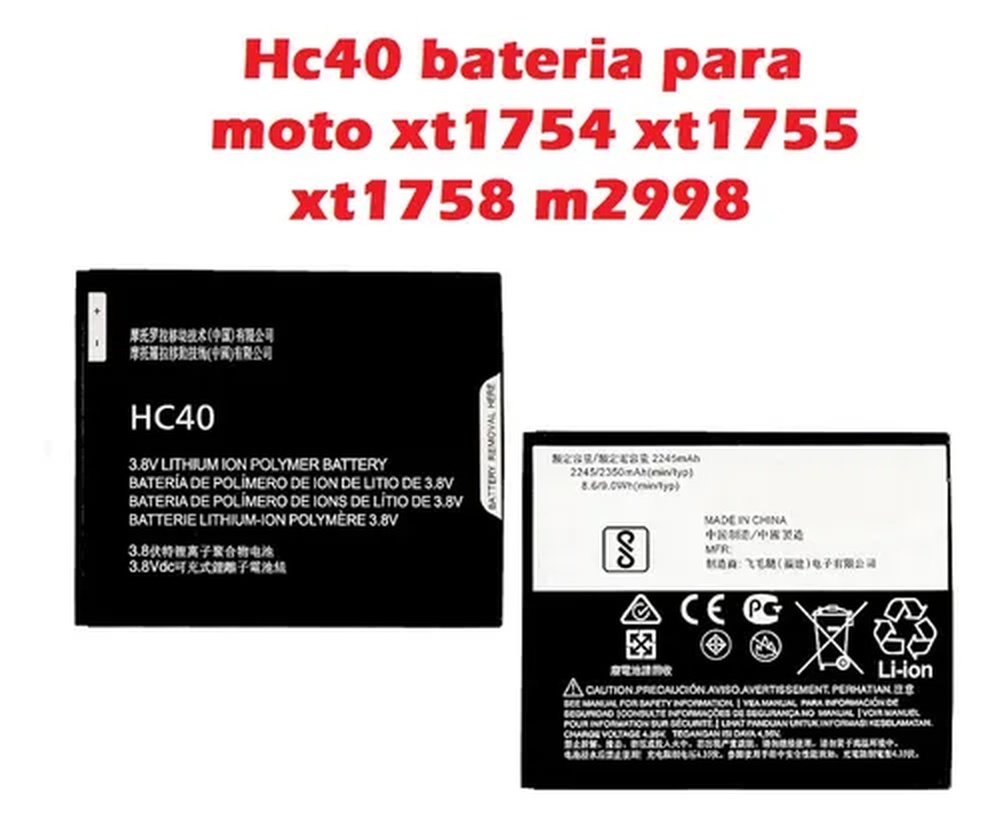 Hc40 bateria para
moto xt1754 xt1755
xt1758 m2998
+
-
摩托罗拉移动技术(中国)有限公司
摩托羅拉移動技術(中國)有限公司
HC40
3.8V LITHIUM ION POLYMER BATTERY
BATERÍA DE POLÍMERO DE ION DE LITIO DE 3.8V
BATERIA DE POLÍMERO DE IONS DE LÍTIO DE 3.8V
BATTERIE LITHIUM-ION POLYMÈRE 3.8V
3.8伏特锂离子聚合物电池
3.8Vdc可充式鋰離子電池組
BATTERY REMOVAL HERE
額定容量/额定電容量 2245mAh
2245/2350mAh(min/typ)
8.6/9.0Wh(min/typ)
MADE IN CHINA
中国制造/中國製造
MFR:
制造商: 飞毛腿(福建)电子有限公司
CE
廢電池請回收
Li-ion
CAUTION.PRECAUCIÓN.AVISO.AVERTISSEMENT. PERHATIAN.注意
SEE MANUAL FOR SAFETY INFORMATION. | VEA MANUAL PARA INFORMACIÓN DE
SEGURIDAD |CONSULTE INFORMAÇÕES DE SEGURANÇA NO MANUAL |VOIR MANUEL
POUR INFORMATION SUR SÉCURITÉ.| LIHAT PANDUAN UNTUK INFORMASI KESELAMATAN.
CHARGE VOLTAGE 4.35V. TEGANGAN ISI DAYA 4.35V.